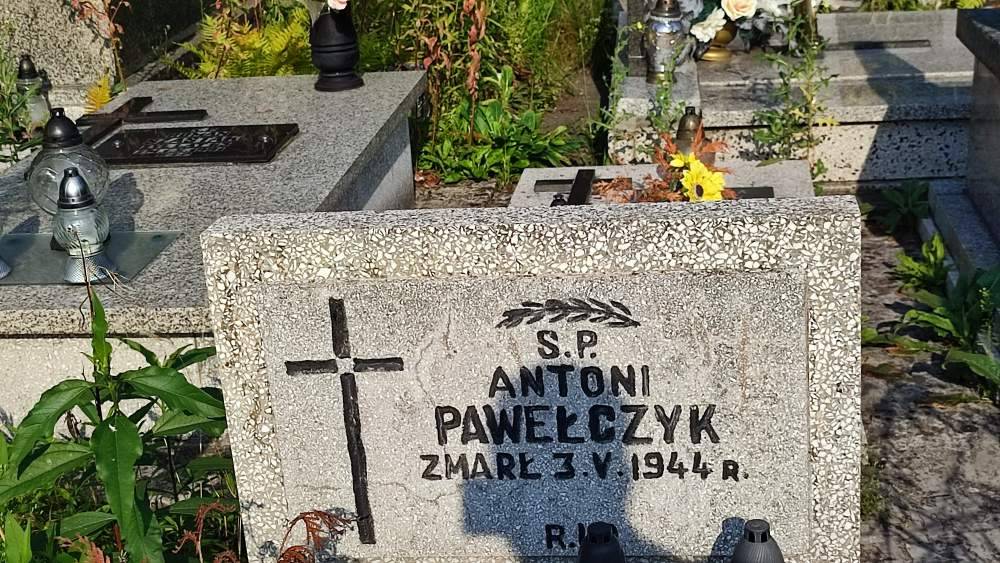 S.P.
ANTONI
PAWEŁCZYK
ZMARŁ 3.V.1944 R.